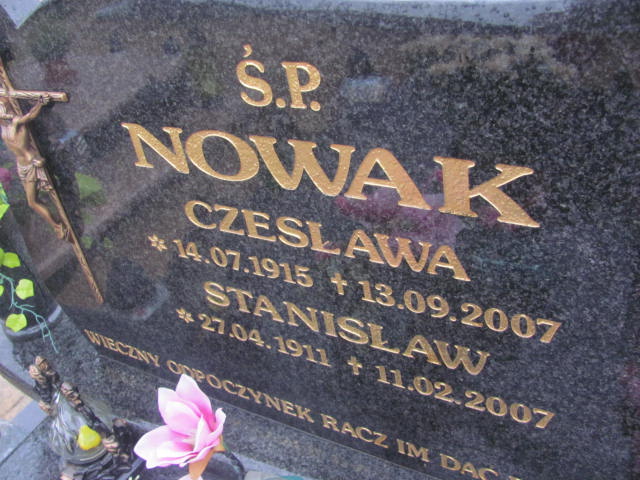 Ś.P.
NOWAK
CZESŁAWA
* 14.07.1915 † 13.09.2007
STANISŁAW
* 27.04.1911 † 11.02.2007
WIECZNY ODPOCZYNEK RACZ IM DAĆ